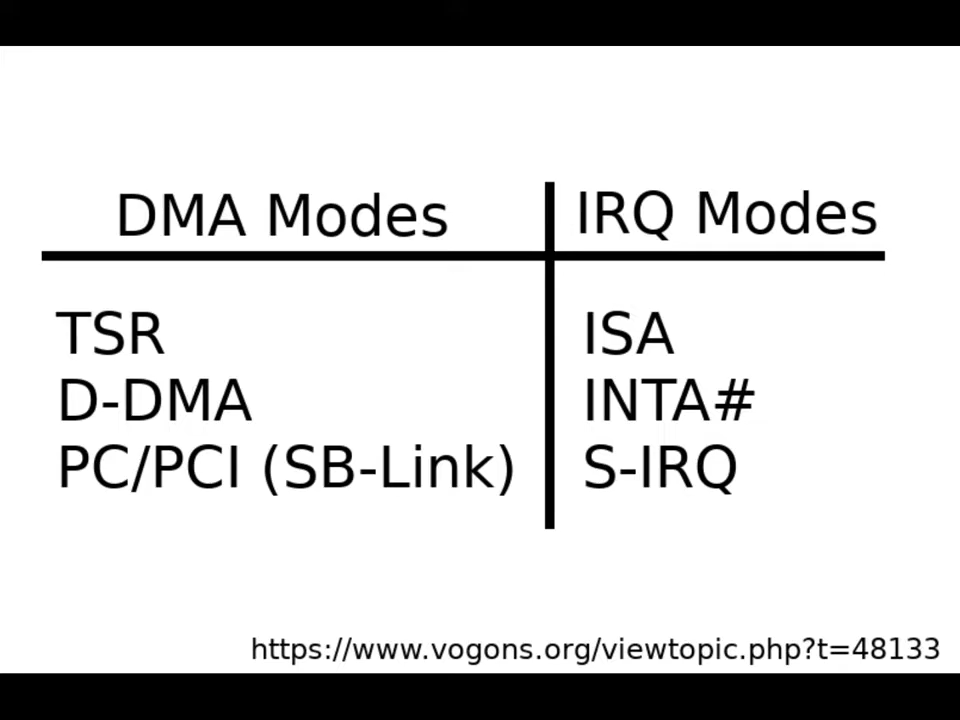 DMA Modes
IRQ Modes
TSR
D-DMA
PC/PCI (SB-Link)
ISA
INTA#
S-IRQ
https://www.vogons.org/viewtopic.php?t=48133